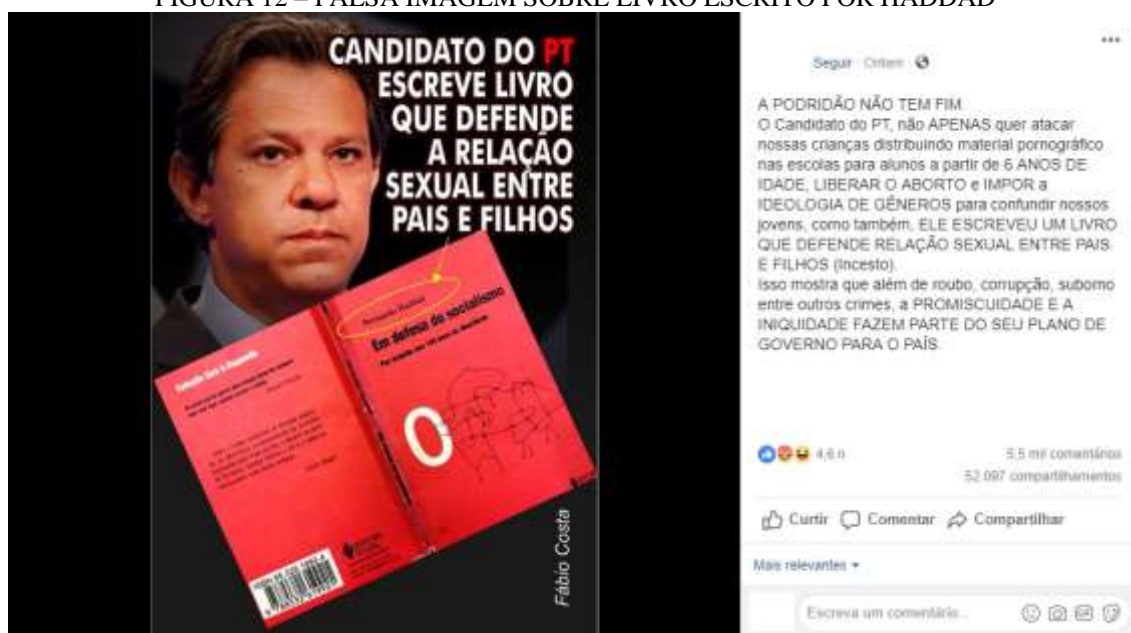 FIGURA 12 – FALSA IMAGEM SOBRE LIVRO ESCRITO POR HADDAD
CANDIDATO DO PT
ESCREVE LIVRO
QUE DEFENDE
A RELAÇÃO
SEXUAL ENTRE
PAIS E FILHOS
Fernando Haddad
Em defesa do socialismo
O
Fábio Costa
Seguir Ontem
A PODRIDÃO NÃO TEM FIM
O Candidato do PT, não APENAS quer atacar
nossas crianças distribuindo material pornográfico
nas escolas para alunos a partir de 6 ANOS DE
IDADE, LIBERAR O ABORTO e IMPOR a
IDEOLOGIA DE GÊNEROS para confundir nossos
jovens, como também, ELE ESCREVEU UM LIVRO
QUE DEFENDE RELAÇÃO SEXUAL ENTRE PAIS
E FILHOS (Incesto).
Isso mostra que além de roubo, corrupção, suborno
entre outros crimes, a PROMISCUIDADE E A
INIQUIDADE FAZEM PARTE DO SEU PLANO DE
GOVERNO PARA O PAÍS.
5,5 mil comentários
52.097 compartilhamentos
Curtir Comentar Compartilhar
Mais relevantes
Escreva um comentário...
GIF